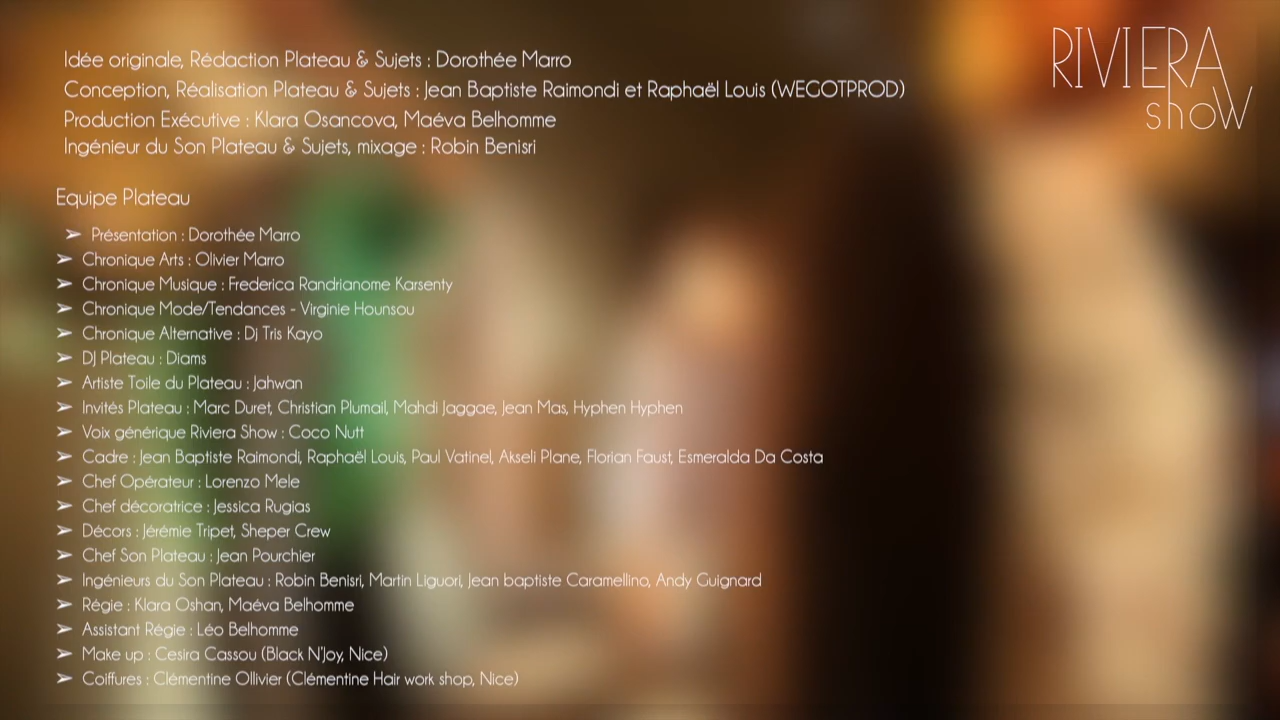 RIVIERA
show
Idée originale, Rédaction Plateau & Sujets : Dorothée Marro
Conception, Réalisation Plateau & Sujets : Jean Baptiste Raimondi et Raphaël Louis (WEGOTPROD)
Production Exécutive : Klara Osancova, Maéva Belhomme
Ingénieur du Son Plateau & Sujets, mixage : Robin Benisri
Equipe Plateau
➢ Présentation : Dorothée Marro
➢ Chronique Arts : Olivier Marro
➢ Chronique Musique : Frederica Randrianome Karsenty
➢ Chronique Mode/Tendances - Virginie Hounsou
➢ Chronique Alternative : Dj Tris Kayo
➢ DJ Plateau : Diams
➢ Artiste Toile du Plateau : Jahwan
➢ Invités Plateau : Marc Duret, Christian Plumail, Mahdi Jaggae, Jean Mas, Hyphen Hyphen
➢ Voix générique Riviera Show : Coco Nutt
➢ Cadre : Jean Baptiste Raimondi, Raphaël Louis, Paul Vatinel, Akseli Plane, Florian Faust, Esmeralda Da Costa
➢ Chef Opérateur : Lorenzo Mele
➢ Chef décoratrice : Jessica Rugias
➢ Décors : Jérémie Tripet, Sheper Crew
➢ Chef Son Plateau : Jean Pourchier
➢ Ingénieurs du Son Plateau : Robin Benisri, Martin Liguori, Jean baptiste Caramellino, Andy Guignard
➢ Régie : Klara Oshan, Maéva Belhomme
➢ Assistant Régie : Léo Belhomme
➢ Make up : Cesira Cassou (Black N'Joy, Nice)
➢ Coiffures : Clémentine Ollivier (Clémentine Hair work shop, Nice)